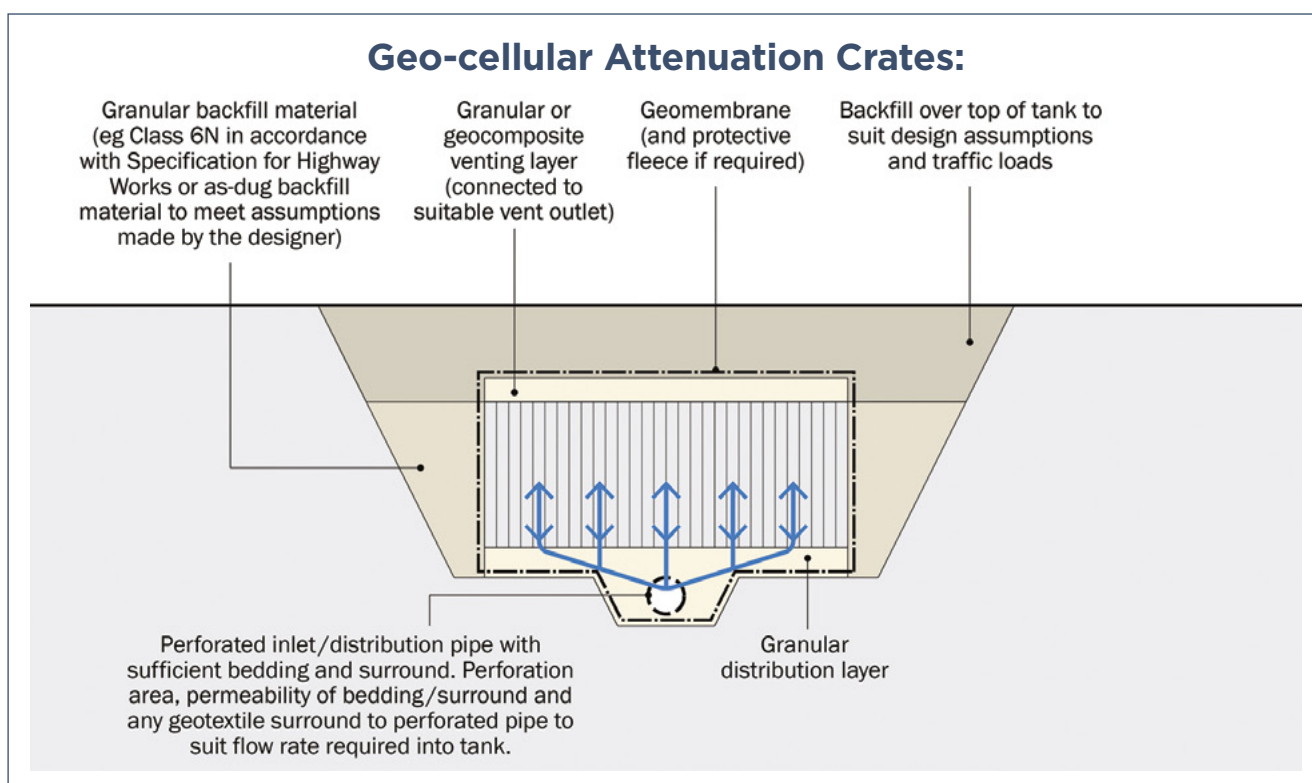 Geo-cellular Attenuation Crates:
Granular backfill material
(eg Class 6N in accordance
with Specification for Highway
Works or as-dug backfill
material to meet assumptions
made by the designer)
Granular or
geocomposite
venting layer
(connected to
suitable vent outlet)
Geomembrane
(and protective
fleece if required)
Backfill over top of tank to
suit design assumptions
and traffic loads
Perforated inlet/distribution pipe with
sufficient bedding and surround. Perforation
area, permeability of bedding/surround and
any geotextile surround to perforated pipe to
suit flow rate required into tank.
Granular
distribution layer